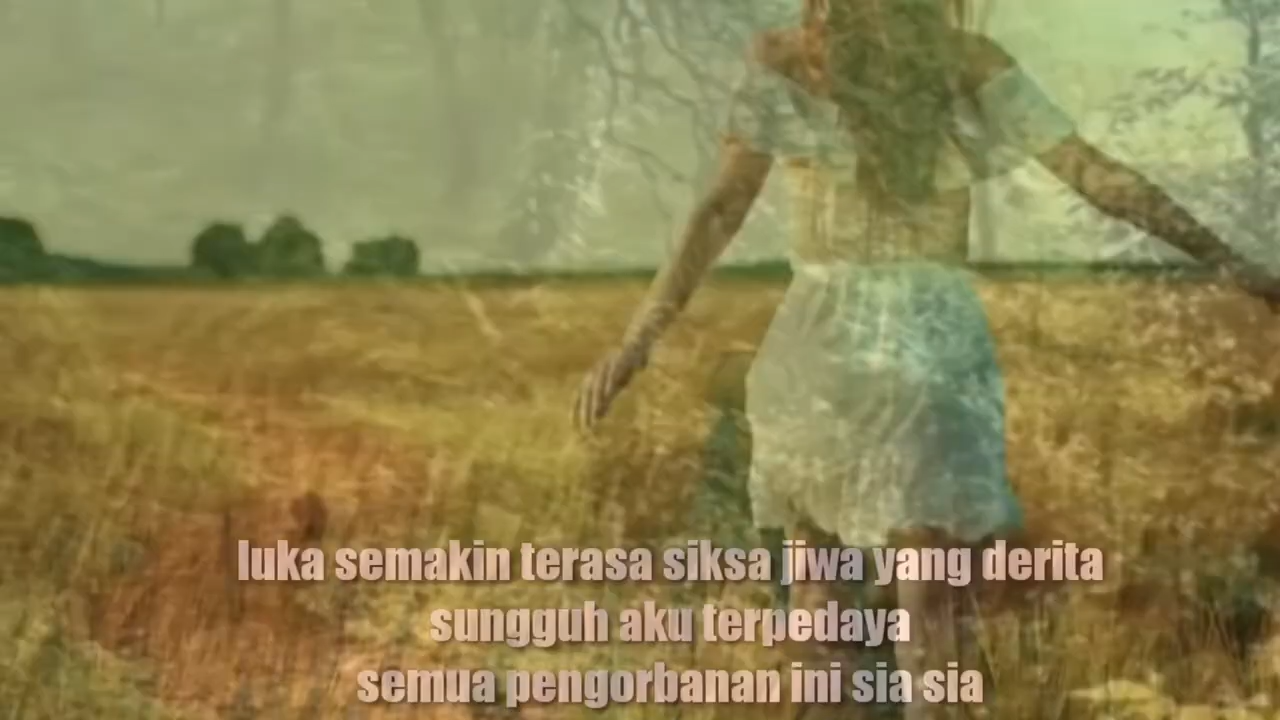 luka semakin terasa siksa jiwa yang derita
sungguh aku terpedaya
semua pengorbanan ini sia sia